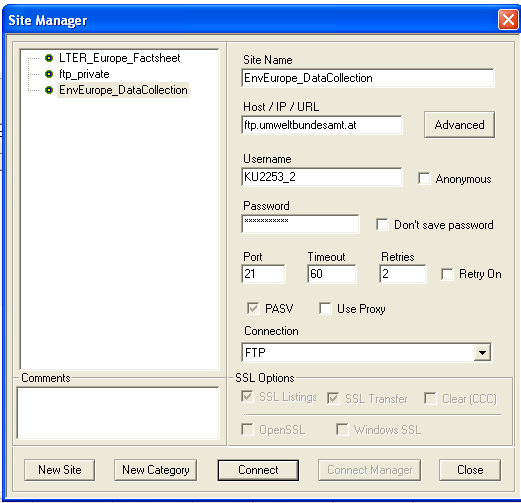 Site Manager
LTER_Europe_Factsheet
ftp_private
EnvEurope_DataCollection
Site Name
EnvEurope_DataCollection
Host / IP / URL
ftp.umweltbundesamt.at
Advanced
Username
KU2253_2
Anonymous
Password
***********
Don't save password
Port Timeout Retries
21 60 2 Retry On
PASV Use Proxy
Connection
FTP
Comments
SSL Options
SSL Listings SSL Transfer Clear (CCC)
OpenSSL Windows SSL
New Site New Category Connect Connect Manager Close